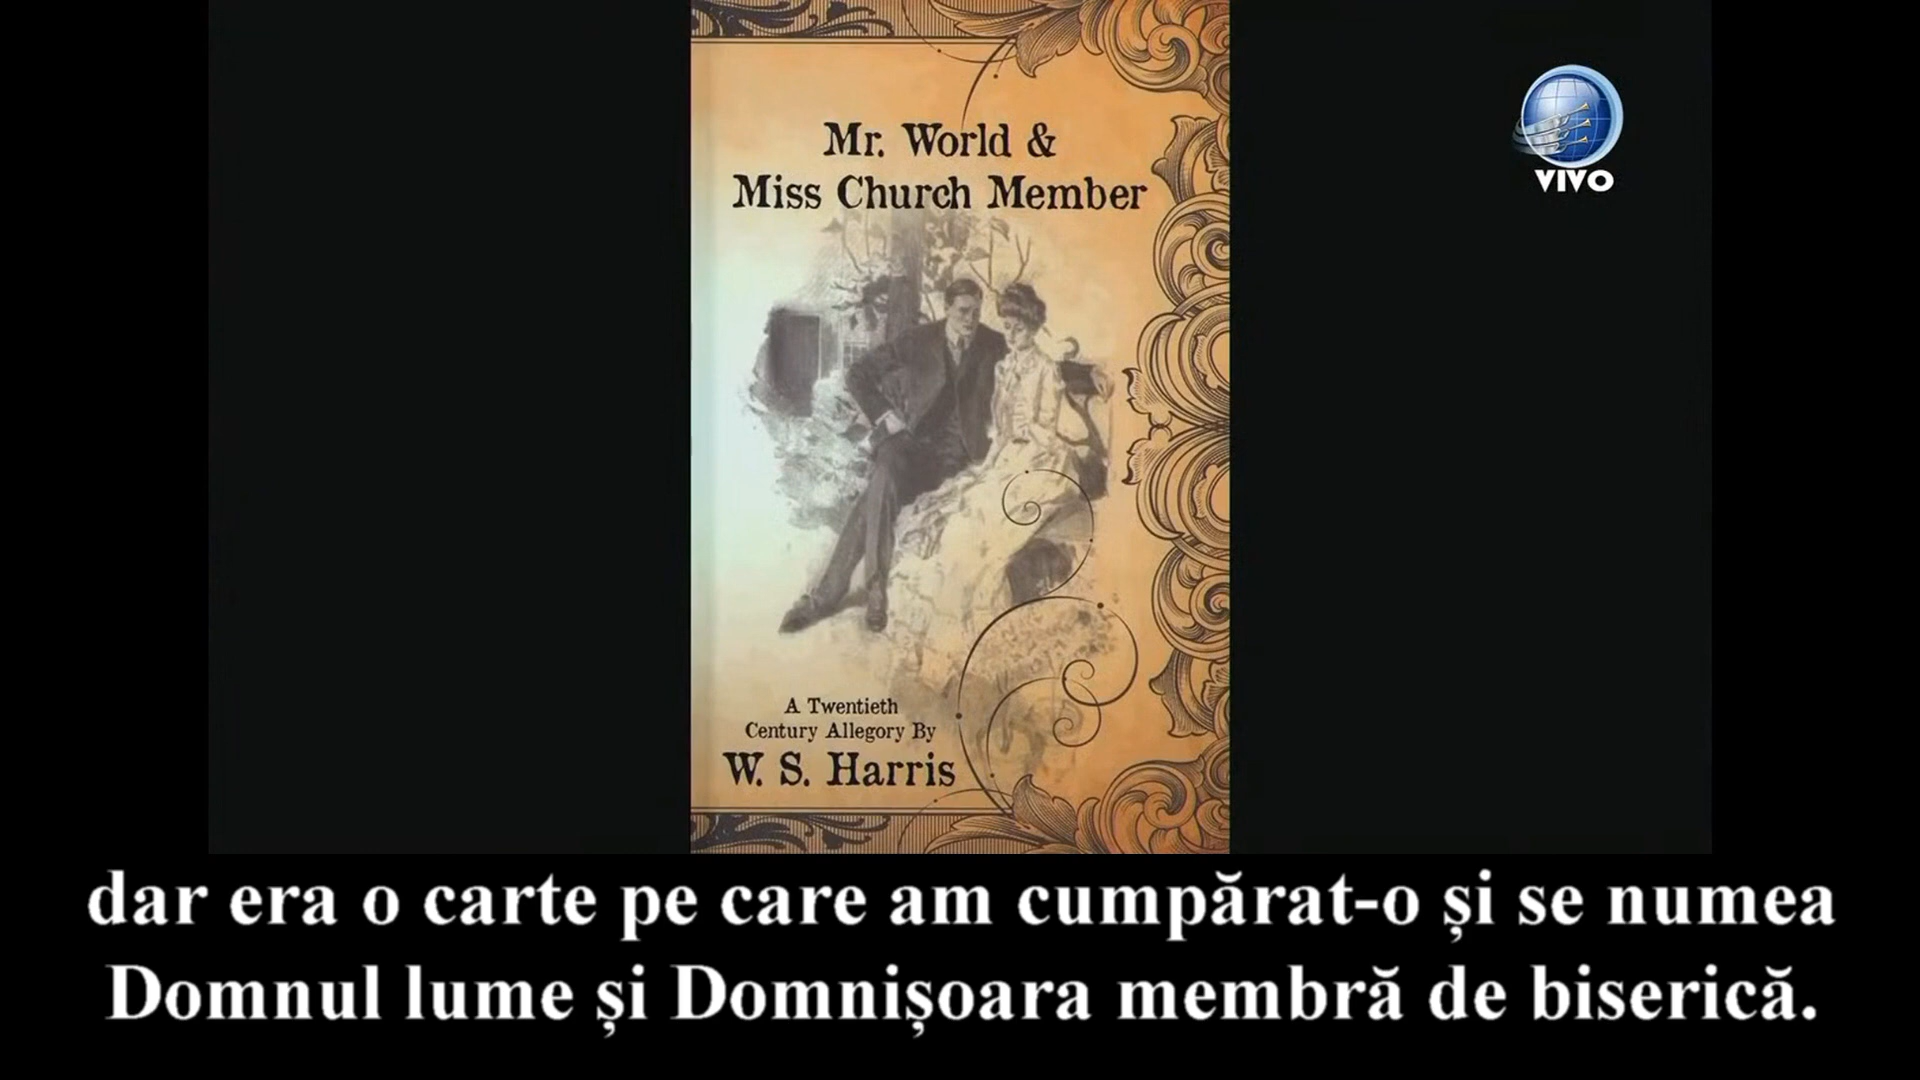 Mr. World &
Miss Church Member
VIVO
A Twentieth
Century Allegory By
W. S. Harris
dar era o carte pe care am cumpărat-o și se numea
Domnul lume și Domnișoara membră de biserică.